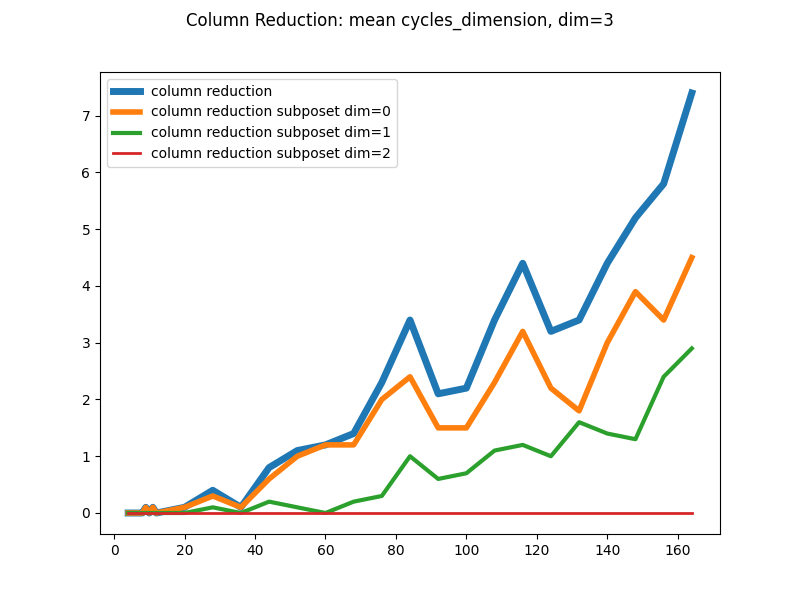 Column Reduction: mean cycles_dimension, dim=3
column reduction
column reduction subposet dim=0
column reduction subposet dim=1
column reduction subposet dim=2
7
6
5
4
3
2
1
0
0 20 40 60 80 100 120 140 160